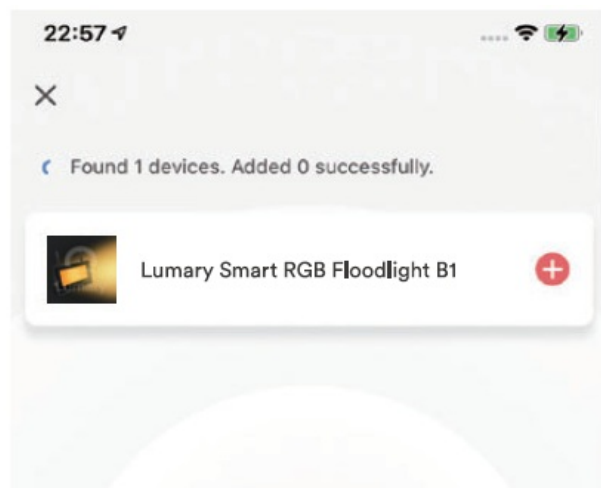 22:57
Found 1 devices. Added 0 successfully.
Lumary Smart RGB Floodlight B1